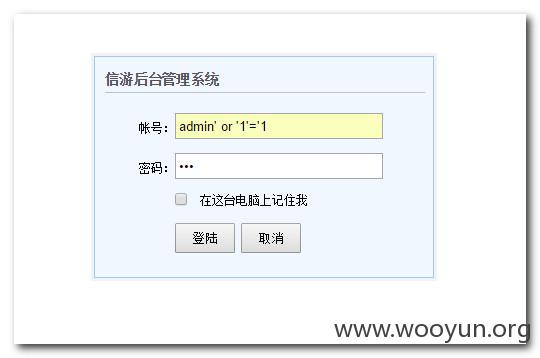 信游后台管理系统
帐号： admin' or '1'='1
密码： •••
在这台电脑上记住我
登陆 取消
www.wooyun.org